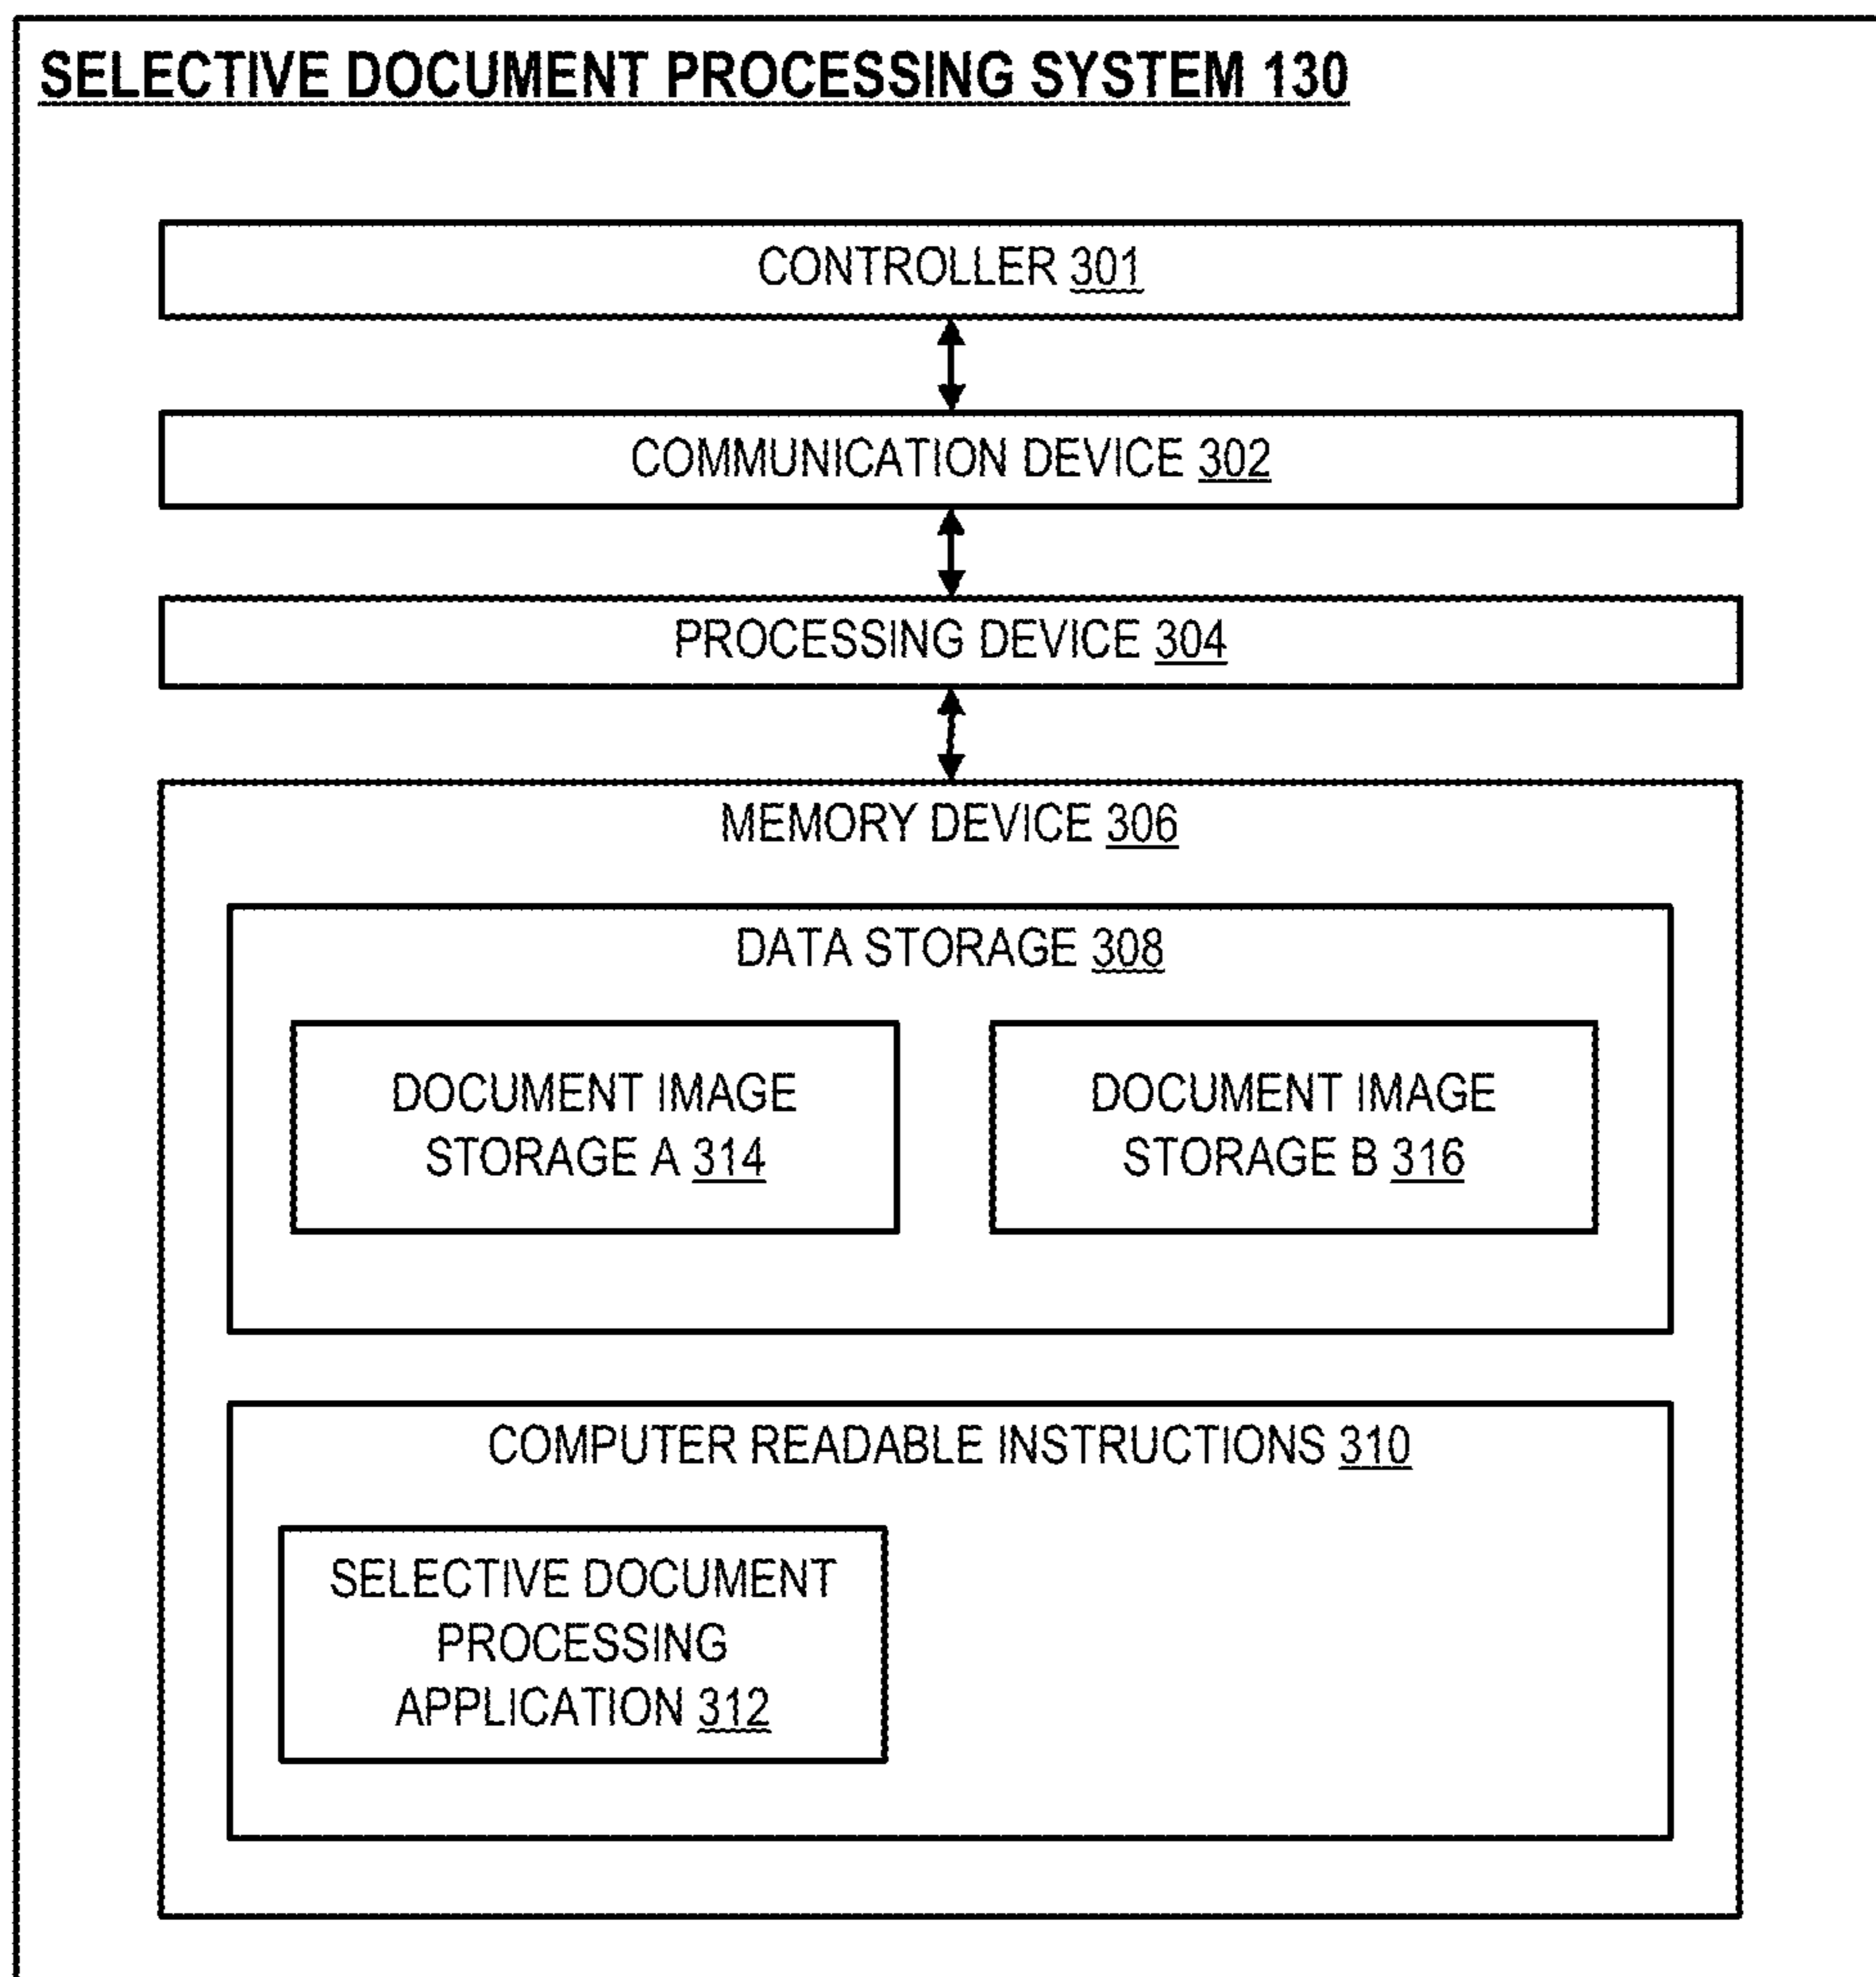 SELECTIVE DOCUMENT PROCESSING SYSTEM 130
CONTROLLER 301
COMMUNICATION DEVICE 302
PROCESSING DEVICE 304
MEMORY DEVICE 306
DATA STORAGE 308
DOCUMENT IMAGE
STORAGE A 314
DOCUMENT IMAGE
STORAGE B 316
COMPUTER READABLE INSTRUCTIONS 310
SELECTIVE DOCUMENT
PROCESSING
APPLICATION 312